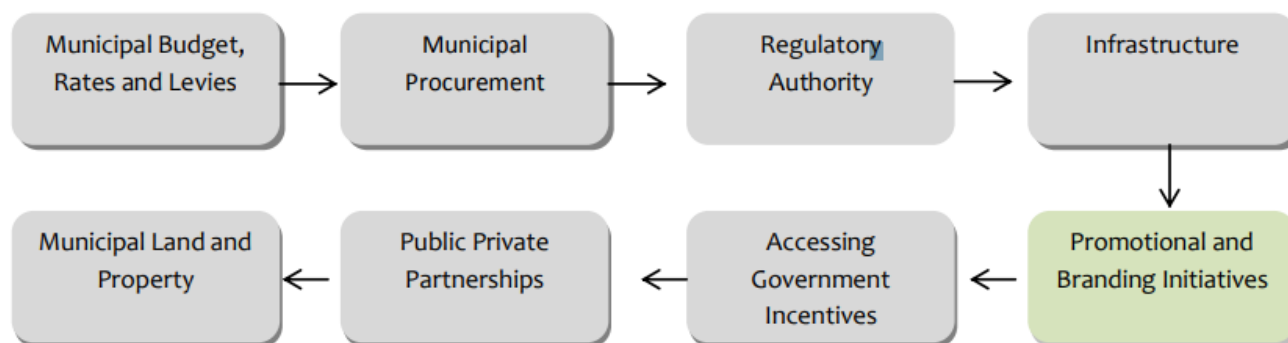 Municipal Budget,
Rates and Levies
Municipal
Procurement
Regulatory
Authority
Infrastructure
Municipal Land and
Property
Public Private
Partnerships
Accessing
Government
Incentives
Promotional and
Branding Initiatives